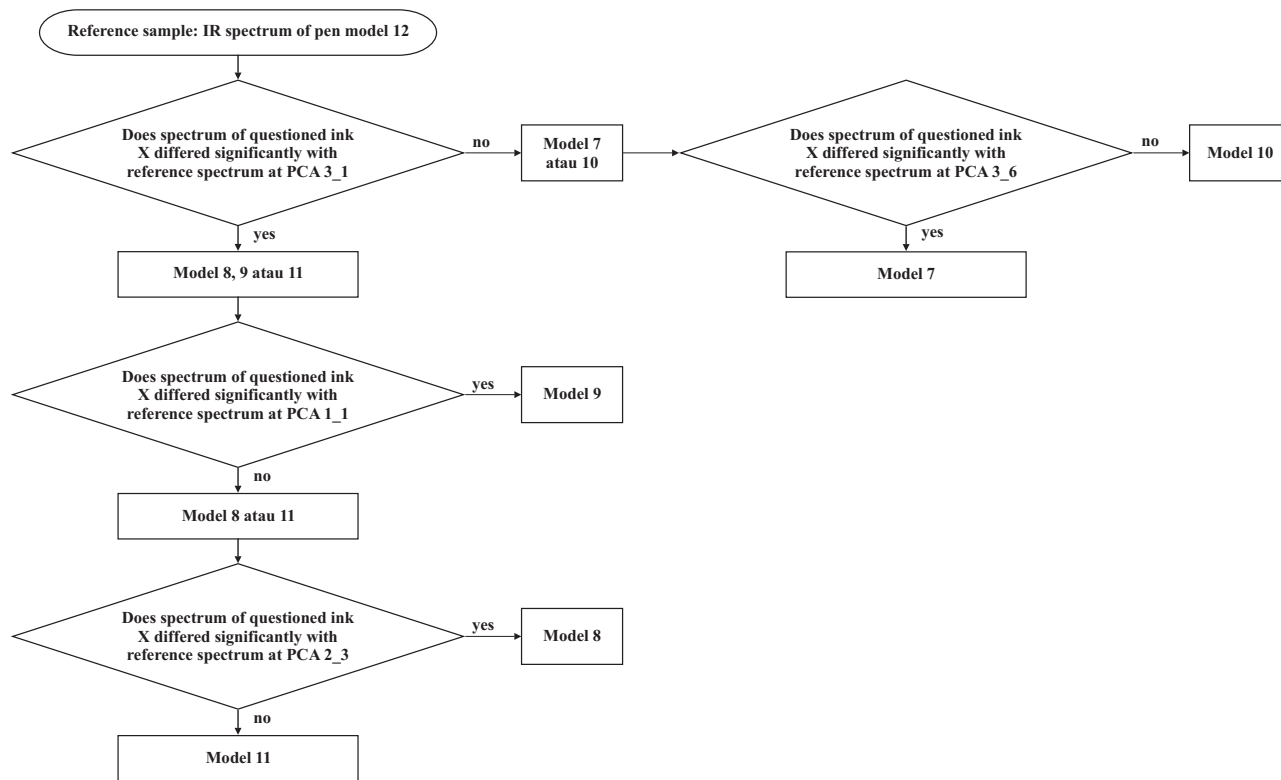 Reference sample: IR spectrum of pen model 12
Does spectrum of questioned ink
X differed significantly with
reference spectrum at PCA 3_1
no
Model 7
atau 10
Does spectrum of questioned ink
X differed significantly with
reference spectrum at PCA 3_6
no
Model 10
yes
Model 7
yes
Model 8, 9 atau 11
Does spectrum of questioned ink
X differed significantly with
reference spectrum at PCA 1_1
yes
Model 9
no
Model 8 atau 11
Does spectrum of questioned ink
X differed significantly with
reference spectrum at PCA 2_3
yes
Model 8
no
Model 11